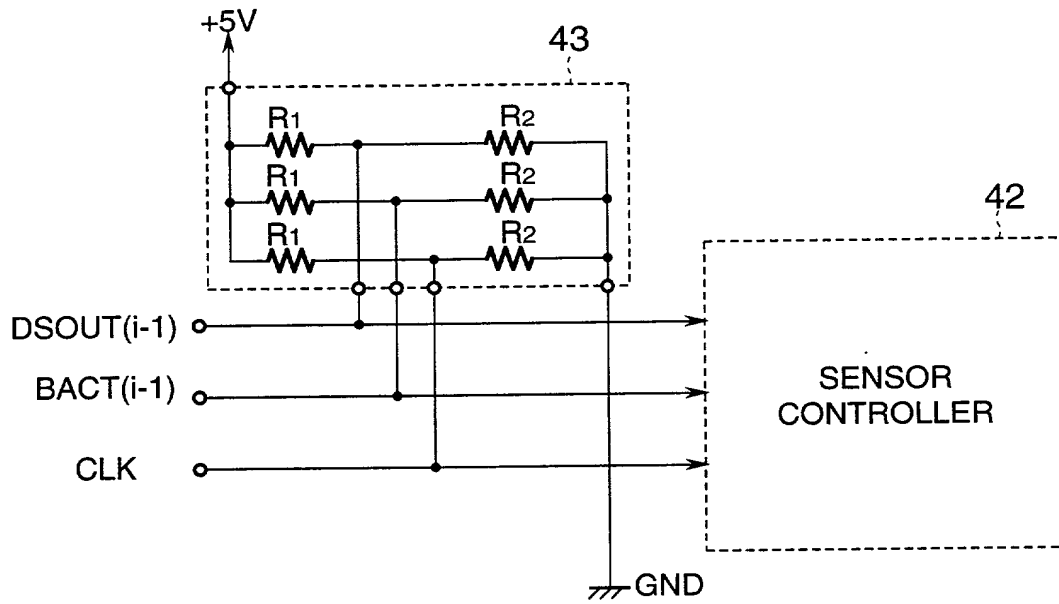 +5V
43
R1 R2
R1 R2
R1 R2
42
DSOUT(i-1)
BACT(i-1)
CLK
SENSOR
CONTROLLER
GND